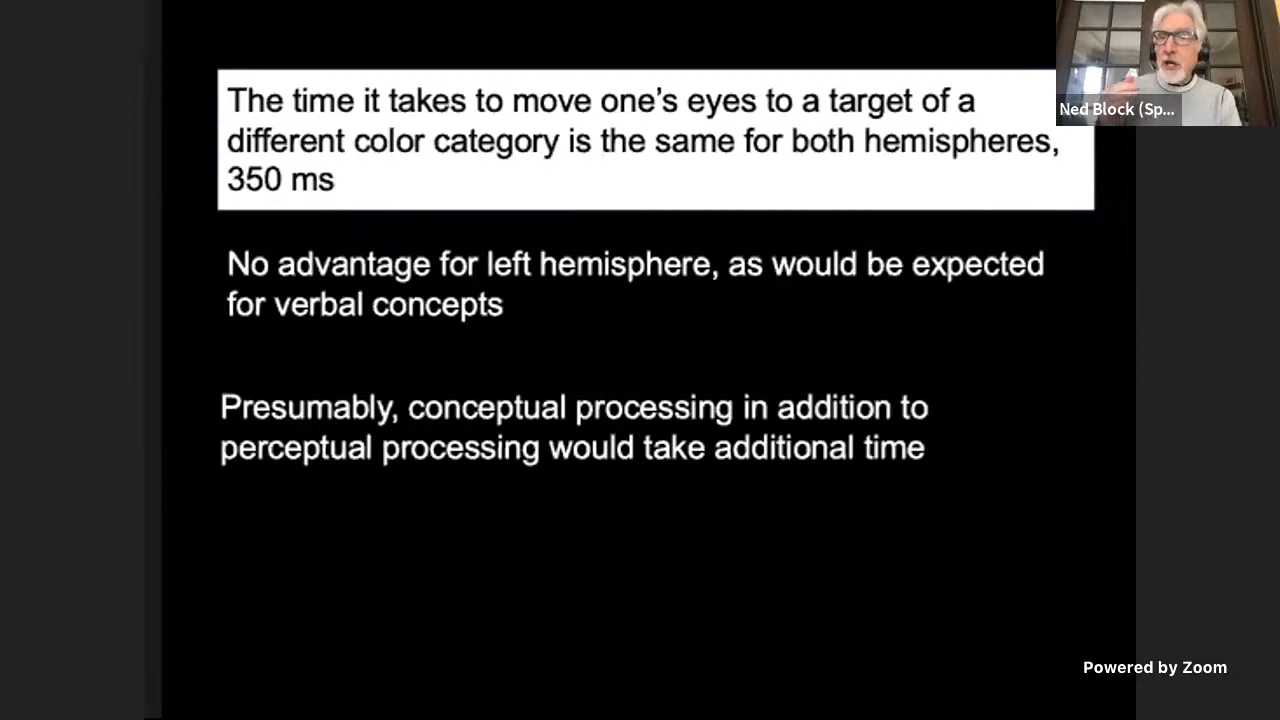 The time it takes to move one's eyes to a target of a
different color category is the same for both hemispheres,
350 ms
Ned Block (Sp...
No advantage for left hemisphere, as would be expected
for verbal concepts
Presumably, conceptual processing in addition to
perceptual processing would take additional time
Powered by Zoom